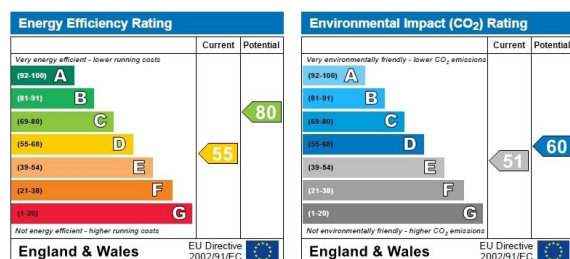 Energy Efficiency Rating
Current Potential
Very energy efficient - lower running costs
(92-100) A
(81-91) B
(69-80) C
(55-68) D
(39-54) E
(21-38) F
(1-20) G
80
55
Not energy efficient - higher running costs
England & Wales
EU Directive
2002/91/EC
Environmental Impact (CO₂) Rating
Current Potential
Very environmentally friendly - lower CO₂ emissions
(92-100) A
(81-91) B
(69-80) C
(55-68) D
(39-54) E
(21-38) F
(1-20) G
51
60
Not environmentally friendly - higher CO₂ emissions
England & Wales
EU Directive
2002/91/EC